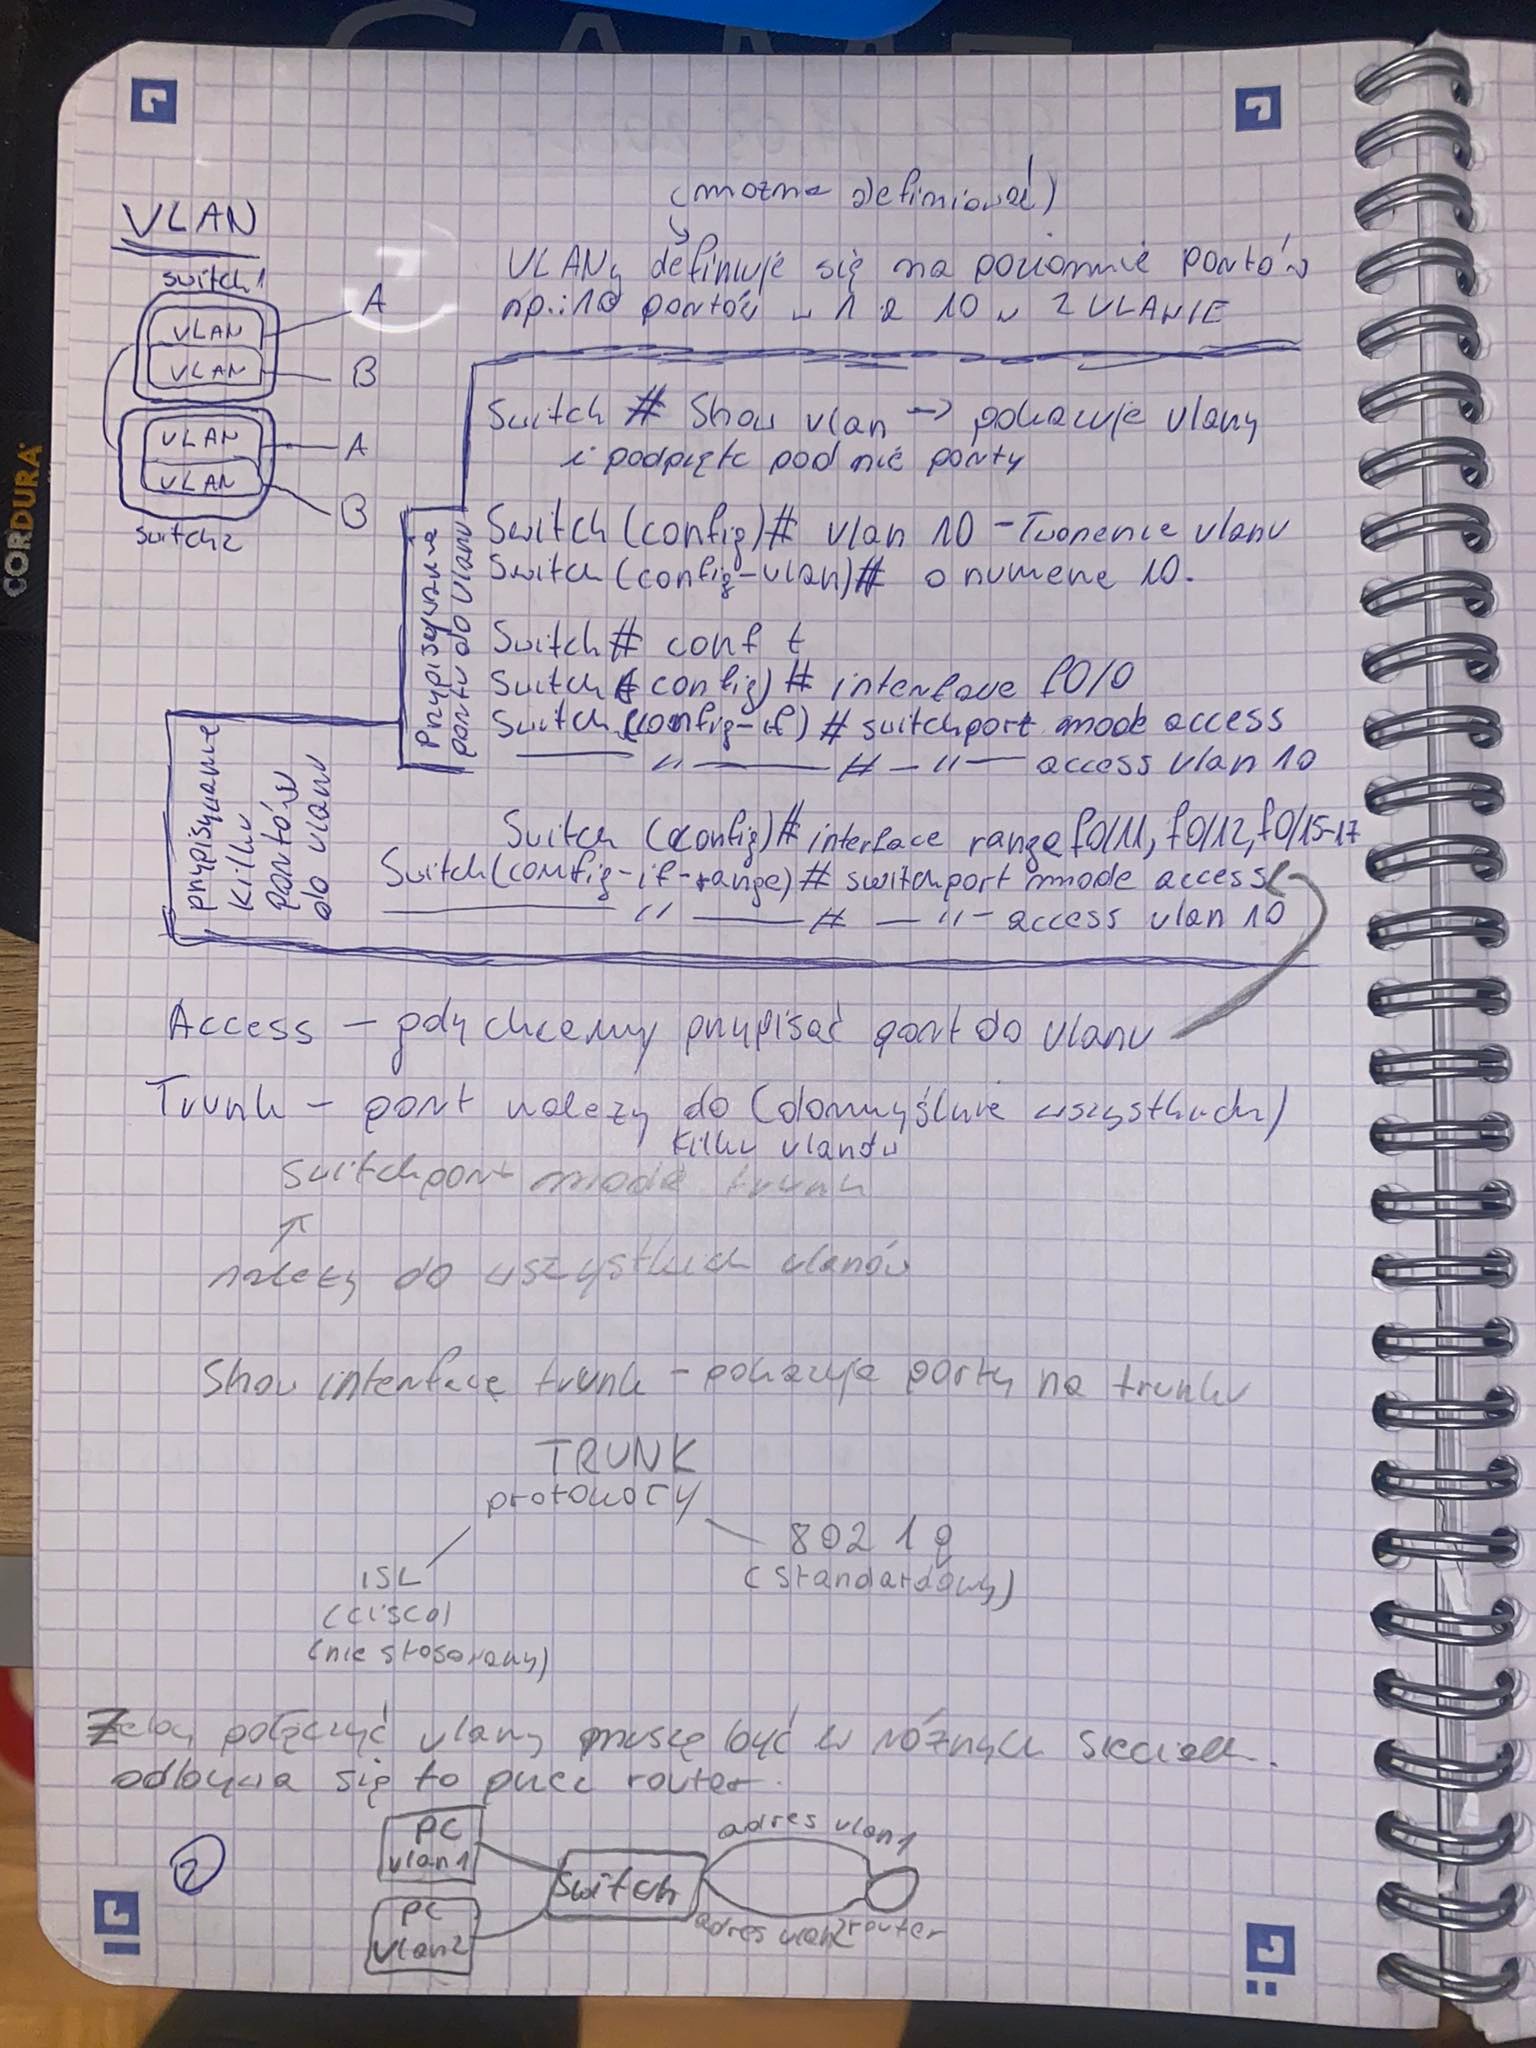 CORDURA
VLAN
switch1
VLAN
VLAN
A
B
VLAN
VLAN
A
B
switch2
(można definiować)
VLANy definiuje się na poziomie portów
np.: 10 portów w 1 a 10 w 2 VLANIE
Switch # Show vlan → pokazuje vlany
i podpięte pod nie porty
Przypisywanie
portu do vlanu
Switch (config)# vlan 10 - Tworzenie vlanu
Switch (config-vlan)# o numerze 10.
Switch# conf t
Switch (config)# interface f0/0
Switch (config-if)# switchport mode access
—— " —— # — " — access vlan 10
przypisywanie
kilku
portów
do vlanu
Switch (config)# interface range f0/11, f0/12, f0/15-17
Switch(config-if-range)# switchport mode access
—— " —— # — " — access vlan 10
Access - gdy chcemy przypisać port do vlanu
Trunk - port należy do (domyślnie wszystkich)
kilku vlanów
switchport mode trunk
należy do wszystkich vlanów
Show interface trunk - pokazuje porty na trunku
TRUNK
protokoły
ISL
(cisco)
(nie stosowany)
802 1 q
(standardowy)
Żeby połączyć vlany muszę być w różnych sieciach.
odbywa się to przez router.
2
PC
vlan1
PC
vlan2
Switch
adres vlan1
adres vlan2
router